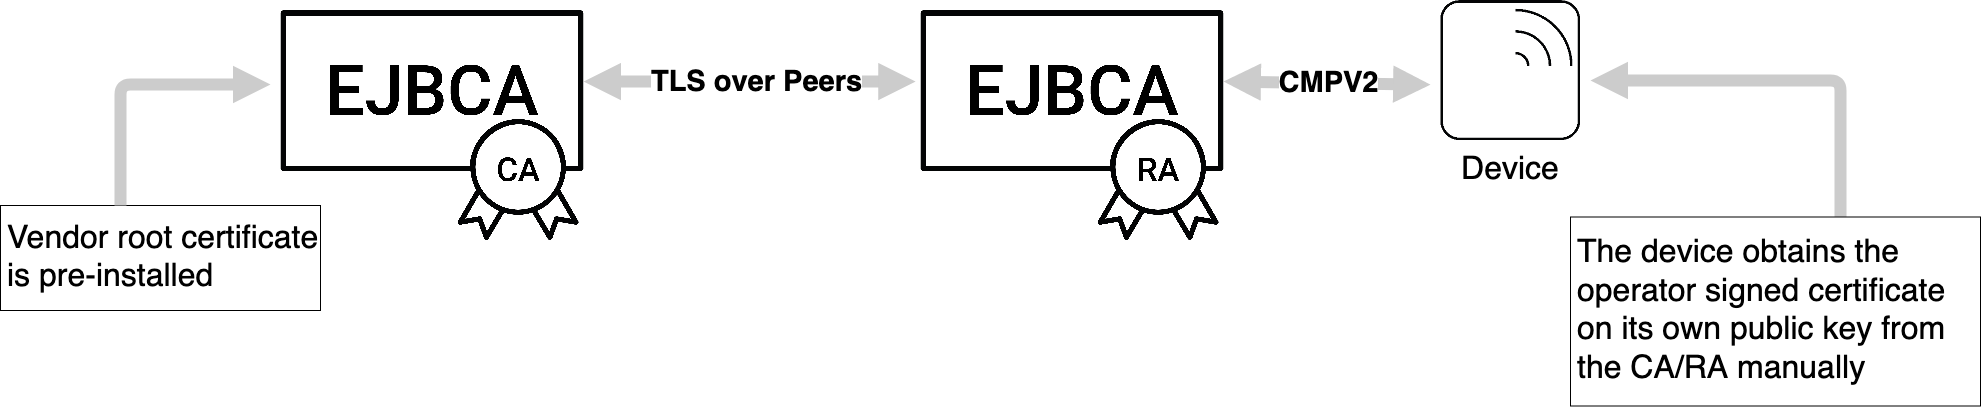 EJBCA
CA
TLS over Peers
EJBCA
RA
CMPV2
Device
Vendor root certificate
is pre-installed
The device obtains the
operator signed certificate
on its own public key from
the CA/RA manually